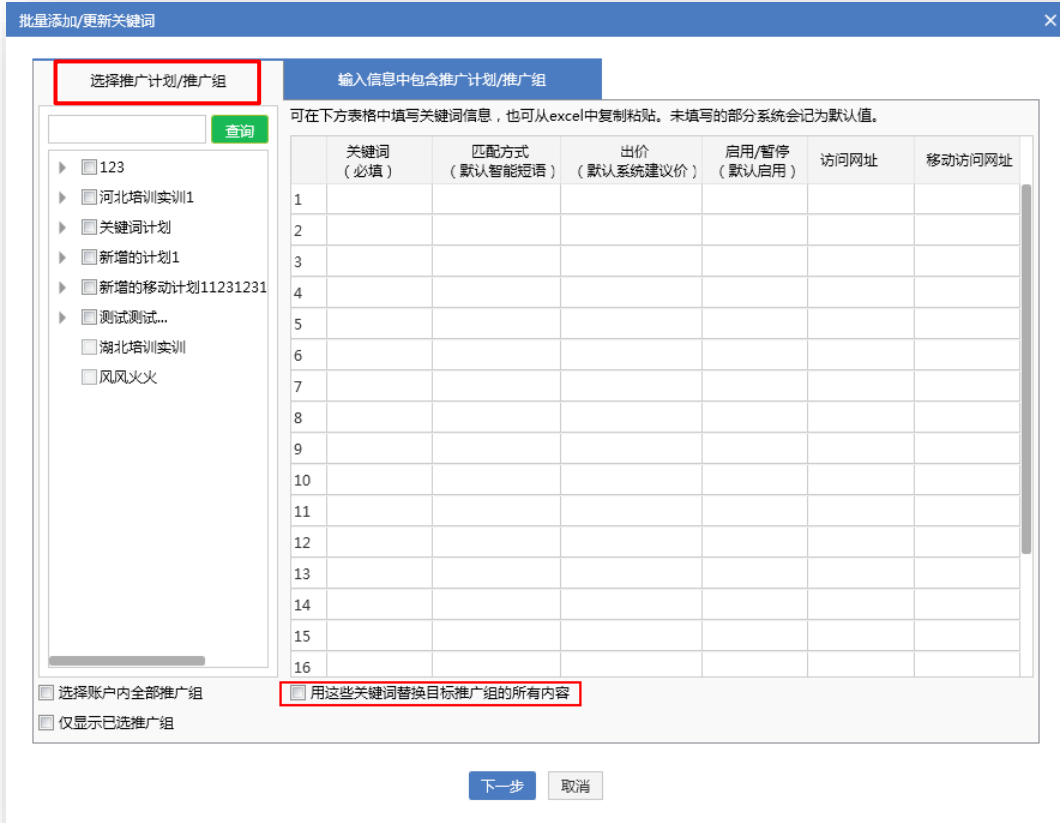 批量添加/更新关键词
选择推广计划/推广组
输入信息中包含推广计划/推广组
查询
123
河北培训实训1
关键词计划
新增的计划1
新增的移动计划11231231
测试测试...
湖北培训实训
风风火火
可在下方表格中填写关键词信息，也可从excel中复制粘贴。未填写的部分系统会记为默认值。
关键词
（必填）
匹配方式
（默认智能短语）
出价
（默认系统建议价）
启用/暂停
（默认启用）
访问网址
移动访问网址
1
2
3
4
5
6
7
8
9
10
11
12
13
14
15
16
选择账户内全部推广组
用这些关键词替换目标推广组的所有内容
仅显示已选推广组
下一步
取消